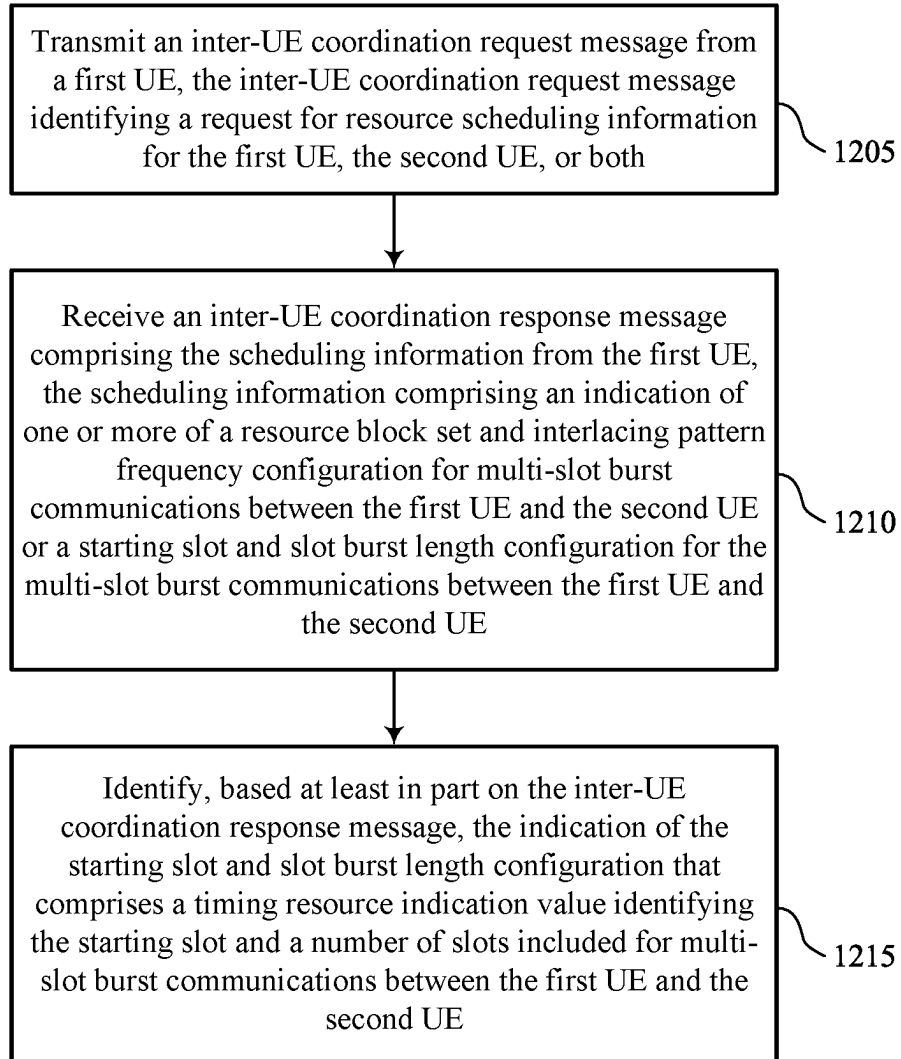 Transmit an inter-UE coordination request message from
a first UE, the inter-UE coordination request message
identifying a request for resource scheduling information
for the first UE, the second UE, or both
1205
Receive an inter-UE coordination response message
comprising the scheduling information from the first UE,
the scheduling information comprising an indication of
one or more of a resource block set and interlacing pattern
frequency configuration for multi-slot burst
communications between the first UE and the second UE
or a starting slot and slot burst length configuration for the
multi-slot burst communications between the first UE and
the second UE
1210
Identify, based at least in part on the inter-UE
coordination response message, the indication of the
starting slot and slot burst length configuration that
comprises a timing resource indication value identifying
the starting slot and a number of slots included for multi-
slot burst communications between the first UE and the
second UE
1215